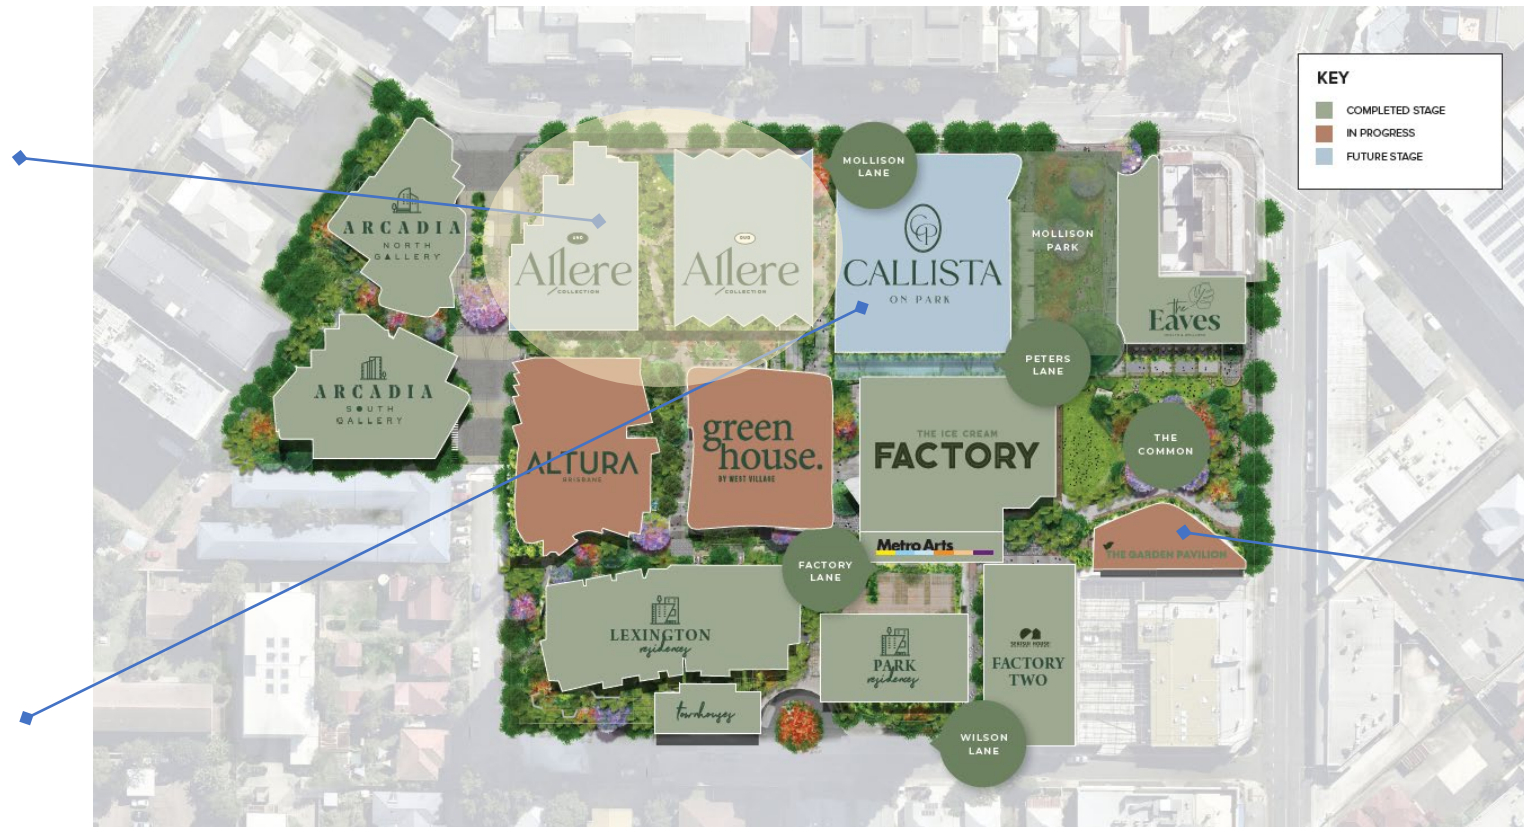 KEY
COMPLETED STAGE
IN PROGRESS
FUTURE STAGE
MOLLISON
LANE
ARCADIA
NORTH
GALLERY
UNO
Allere
COLLECTION
DUO
Allere
COLLECTION
CP
CALLISTA
ON PARK
MOLLISON
PARK
the
Eaves
PETERS
LANE
ARCADIA
SOUTH
GALLERY
ALTURA
BRISBANE
green
house.
BY WEST VILLAGE
THE ICE CREAM
FACTORY
THE
COMMON
Metro Arts
THE GARDEN PAVILION
FACTORY
LANE
LEXINGTON
residences
PARK
residences
FACTORY
TWO
townhouses
WILSON
LANE